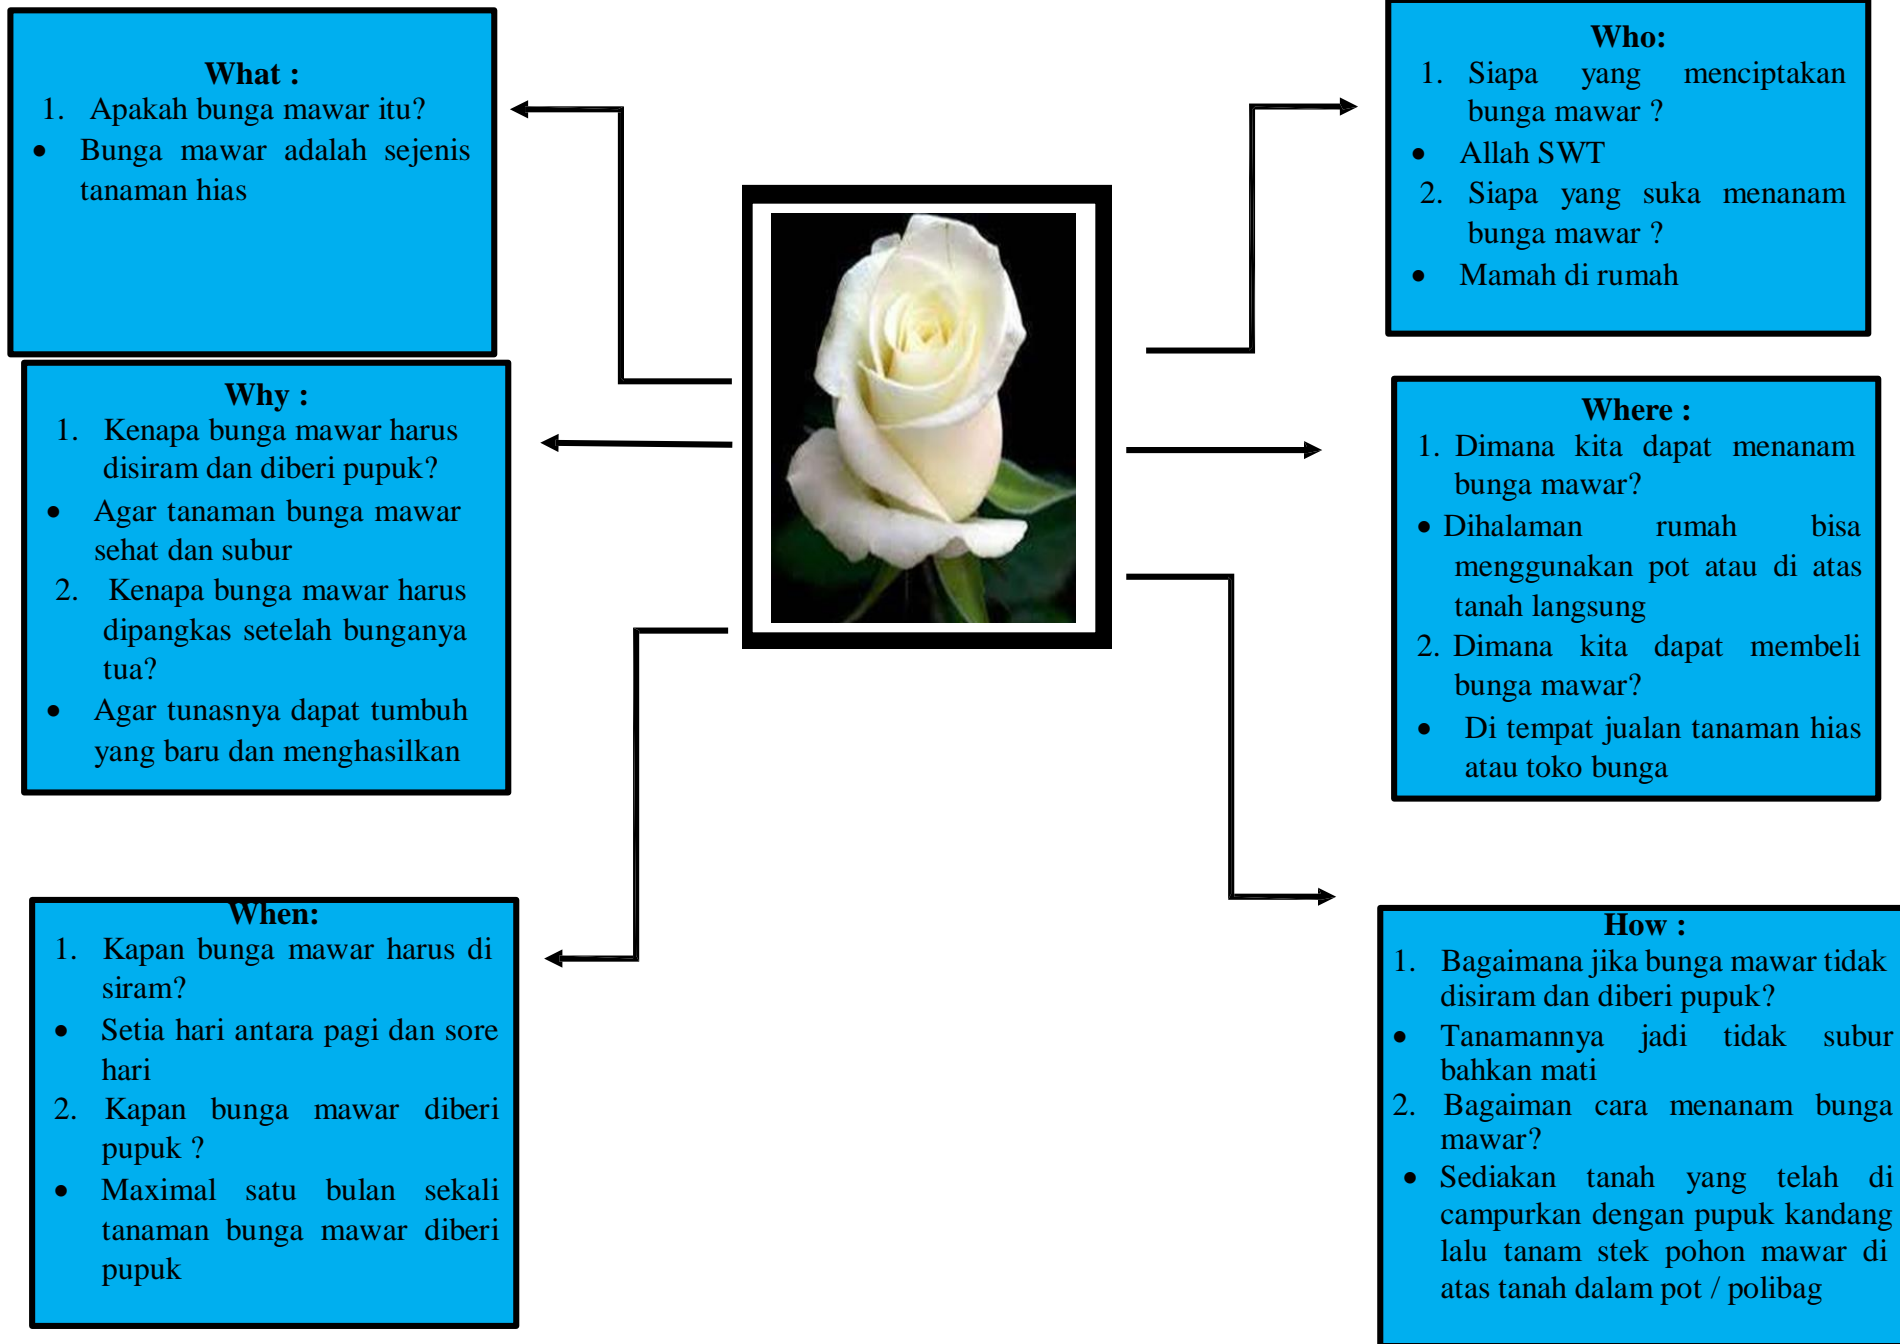 What :
1. Apakah bunga mawar itu?
• Bunga mawar adalah sejenis
tanaman hias
Why :
1. Kenapa bunga mawar harus
disiram dan diberi pupuk?
• Agar tanaman bunga mawar
sehat dan subur
2. Kenapa bunga mawar harus
dipangkas setelah bunganya
tua?
• Agar tunasnya dapat tumbuh
yang baru dan menghasilkan
When:
1. Kapan bunga mawar harus di
siram?
• Setia hari antara pagi dan sore
hari
2. Kapan bunga mawar diberi
pupuk ?
• Maximal satu bulan sekali
tanaman bunga mawar diberi
pupuk
Who:
1. Siapa yang menciptakan
bunga mawar ?
• Allah SWT
2. Siapa yang suka menanam
bunga mawar ?
• Mamah di rumah
Where :
1. Dimana kita dapat menanam
bunga mawar?
• Dihalaman rumah bisa
menggunakan pot atau di atas
tanah langsung
2. Dimana kita dapat membeli
bunga mawar?
• Di tempat jualan tanaman hias
atau toko bunga
How :
1. Bagaimana jika bunga mawar tidak
disiram dan diberi pupuk?
• Tanamannya jadi tidak subur
bahkan mati
2. Bagaiman cara menanam bunga
mawar?
• Sediakan tanah yang telah di
campurkan dengan pupuk kandang
lalu tanam stek pohon mawar di
atas tanah dalam pot / polibag